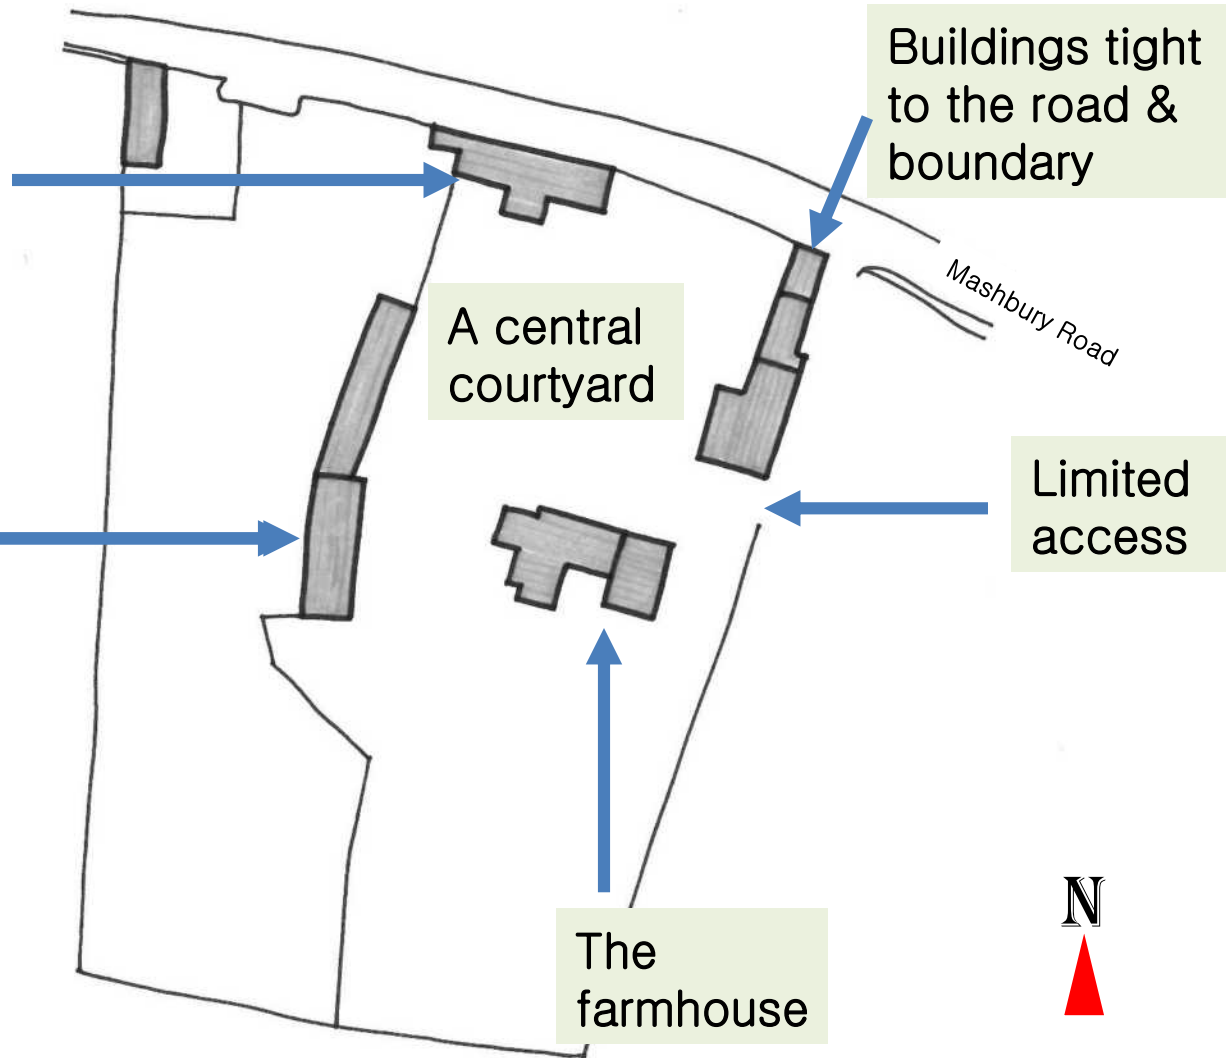 Buildings tight
to the road &
boundary
Mashbury Road
A central
courtyard
Limited
access
The
farmhouse
N